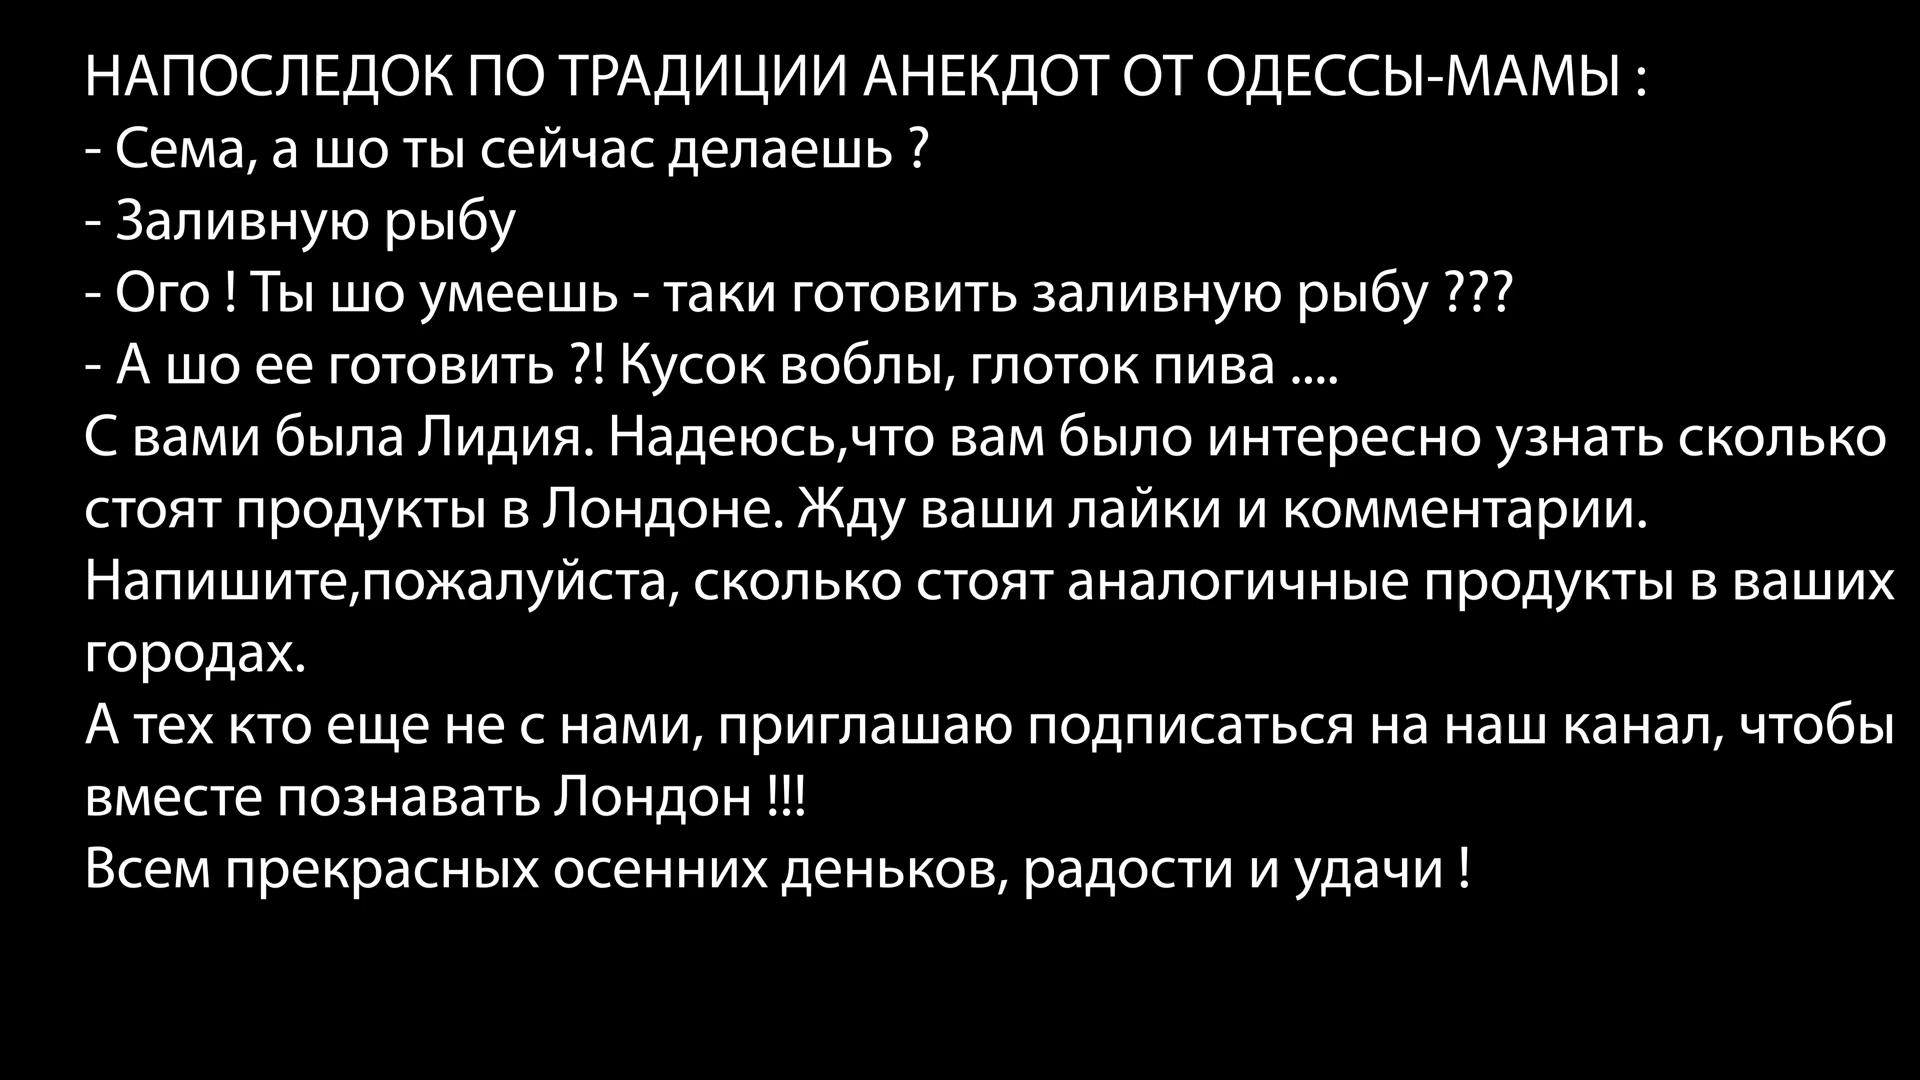 НАПОСЛЕДОК ПО ТРАДИЦИИ АНЕКДОТ ОТ ОДЕССЫ-МАМЫ :
- Сема, а шо ты сейчас делаешь ?
- Заливную рыбу
- Ого ! Ты шо умеешь - таки готовить заливную рыбу ???
- А шо ее готовить ?! Кусок воблы, глоток пива ....
С вами была Лидия. Надеюсь,что вам было интересно узнать сколько
стоят продукты в Лондоне. Жду ваши лайки и комментарии.
Напишите,пожалуйста, сколько стоят аналогичные продукты в ваших
городах.
А тех кто еще не с нами, приглашаю подписаться на наш канал, чтобы
вместе познавать Лондон !!!
Всем прекрасных осенних деньков, радости и удачи !